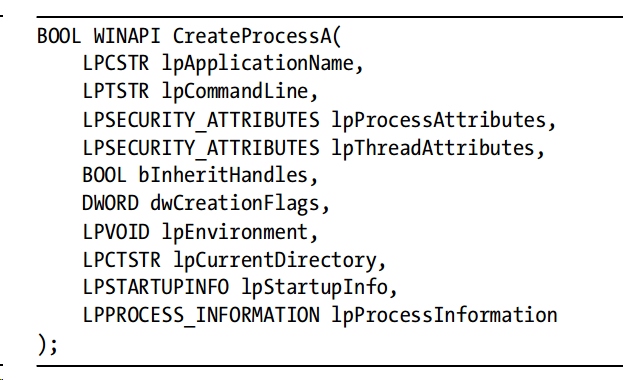 BOOL WINAPI CreateProcessA(
LPCSTR lpApplicationName,
LPTSTR lpCommandLine,
LPSECURITY_ATTRIBUTES lpProcessAttributes,
LPSECURITY_ATTRIBUTES lpThreadAttributes,
BOOL bInheritHandles,
DWORD dwCreationFlags,
LPVOID lpEnvironment,
LPCTSTR lpCurrentDirectory,
LPSTARTUPINFO lpStartupInfo,
LPPROCESS_INFORMATION lpProcessInformation
);